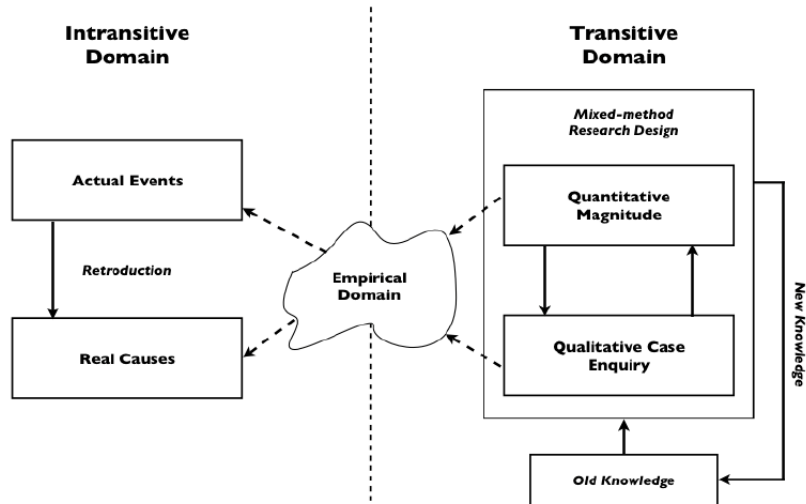 Intransitive
Domain
Transitive
Domain
Mixed-method
Research Design
Actual Events
Quantitative
Magnitude
Retroduction
Empirical
Domain
Real Causes
Qualitative Case
Enquiry
New Knowledge
Old Knowledge